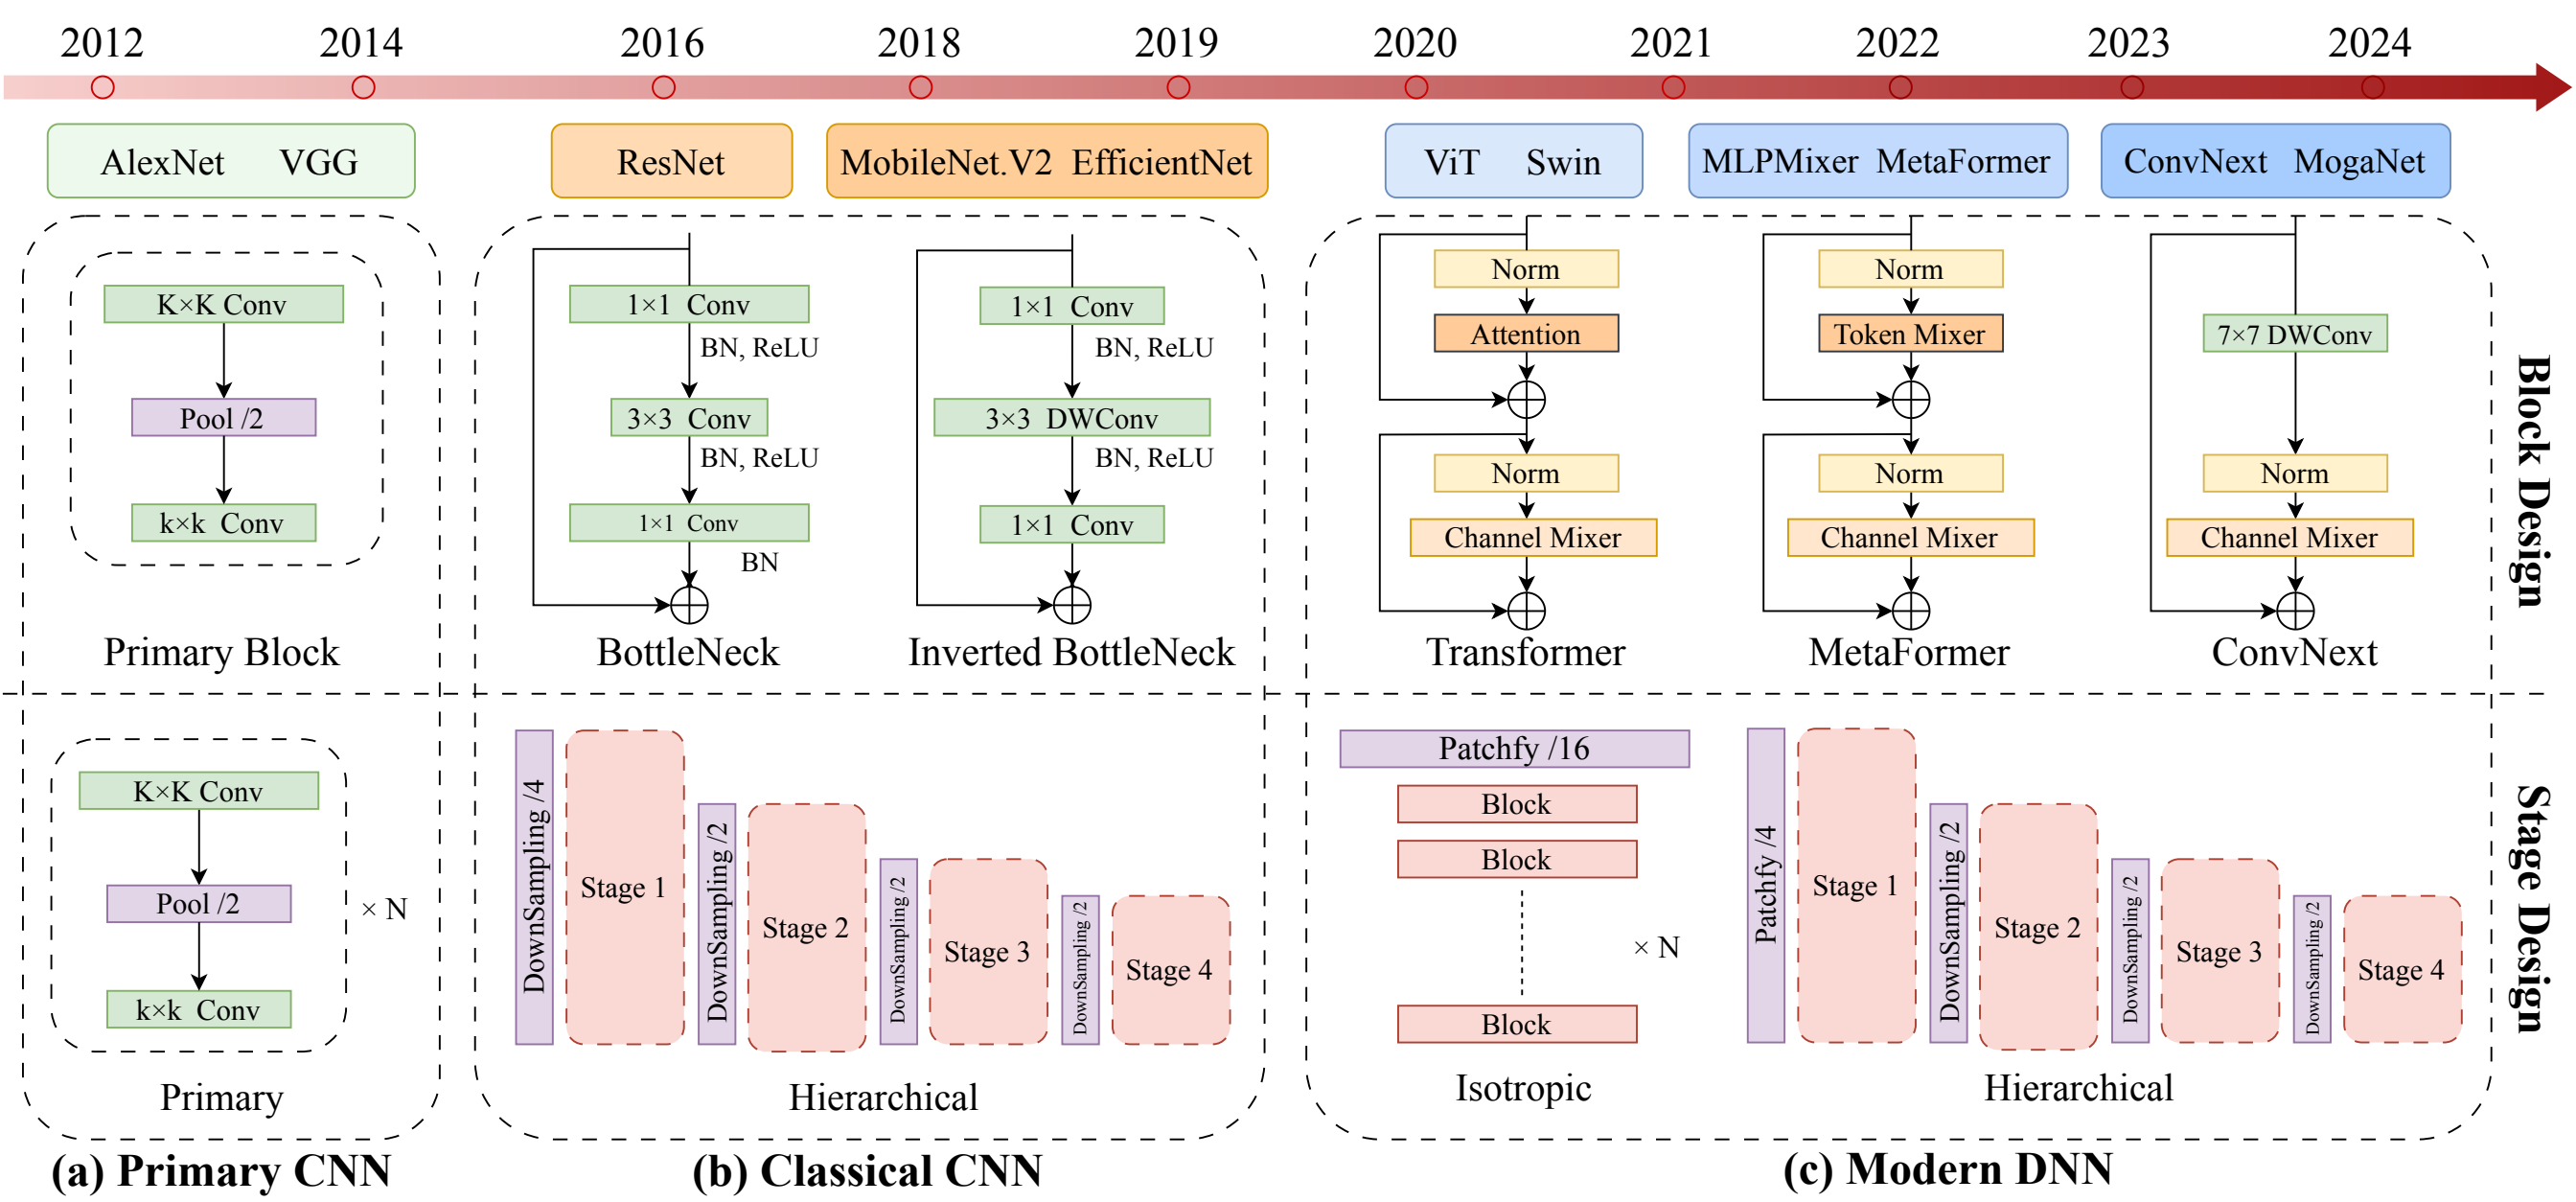 2012 2014 2016 2018 2019 2020 2021 2022 2023 2024
AlexNet VGG
ResNet
MobileNet.V2 EfficientNet
ViT Swin
MLPMixer MetaFormer
ConvNext MogaNet
K×K Conv
Pool /2
k×k Conv
Primary Block
1×1 Conv
BN, ReLU
3×3 Conv
BN, ReLU
1×1 Conv
BN
BottleNeck
1×1 Conv
BN, ReLU
3×3 DWConv
BN, ReLU
1×1 Conv
Inverted BottleNeck
Norm
Attention
Norm
Channel Mixer
Transformer
Norm
Token Mixer
Norm
Channel Mixer
MetaFormer
7×7 DWConv
Norm
Channel Mixer
ConvNext
Block Design
K×K Conv
Pool /2
k×k Conv
× N
Primary
DownSampling /4
Stage 1
DownSampling /2
Stage 2
DownSampling /2
Stage 3
DownSampling /2
Stage 4
Hierarchical
Patchfy /16
Block
Block
Block
× N
Isotropic
Patchfy /4
Stage 1
DownSampling /2
Stage 2
DownSampling /2
Stage 3
DownSampling /2
Stage 4
Hierarchical
Stage Design
(a) Primary CNN
(b) Classical CNN
(c) Modern DNN